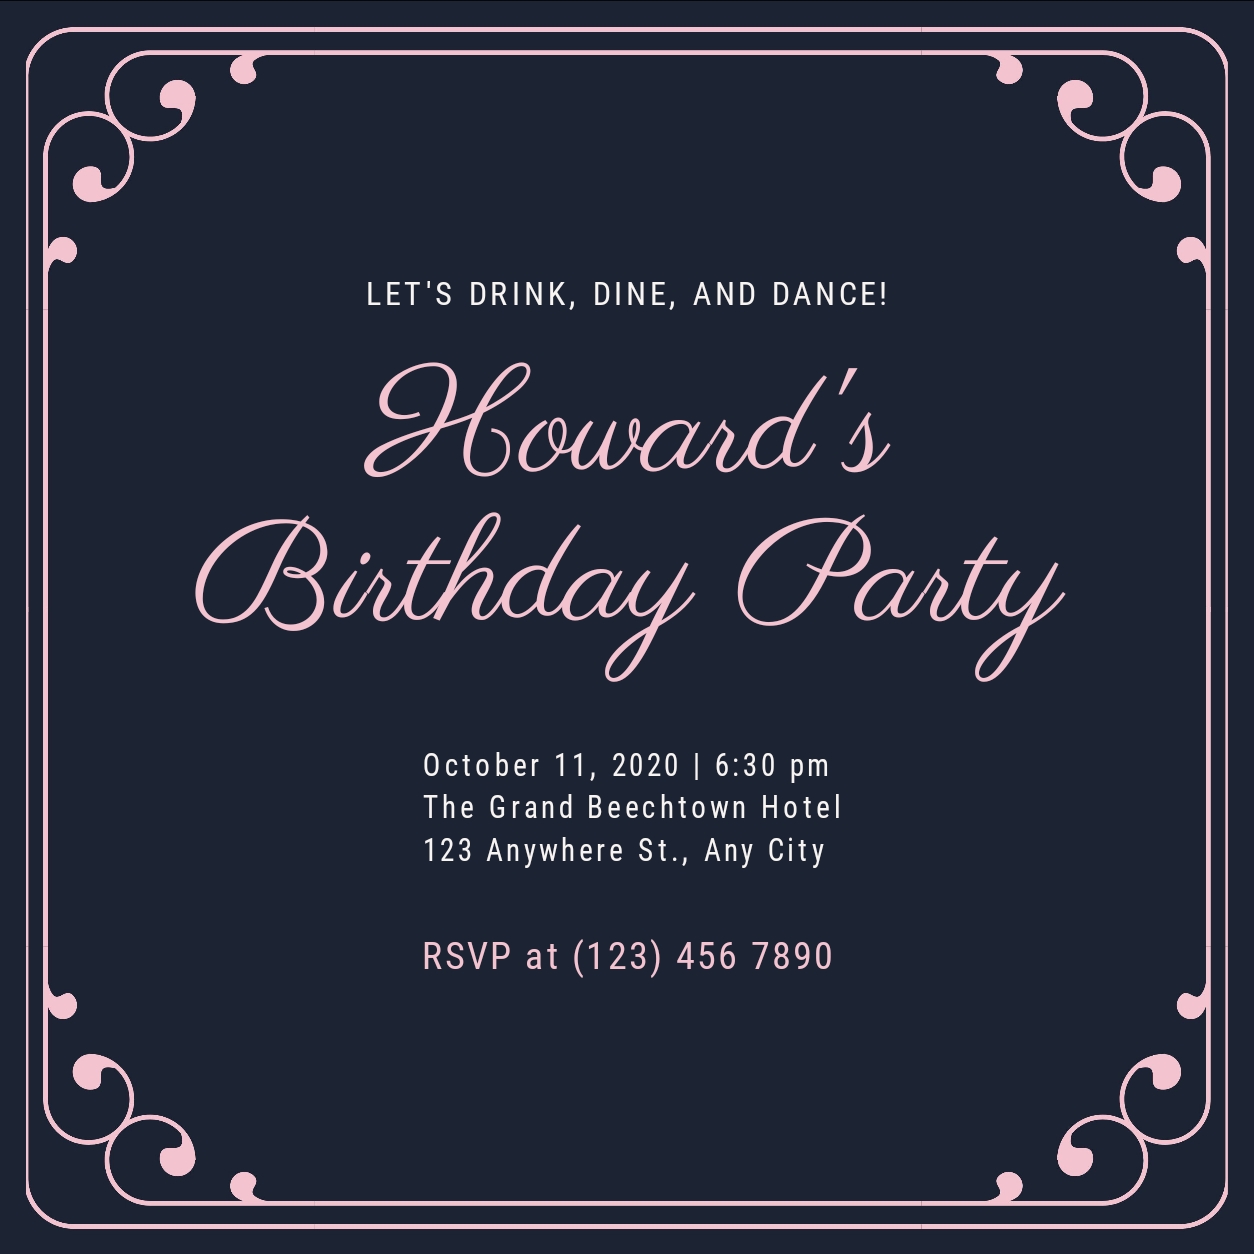 LET'S DRINK, DINE, AND DANCE!
Howard's
Birthday Party
October 11, 2020 | 6:30 pm
The Grand Beechtown Hotel
123 Anywhere St., Any City
RSVP at (123) 456 7890